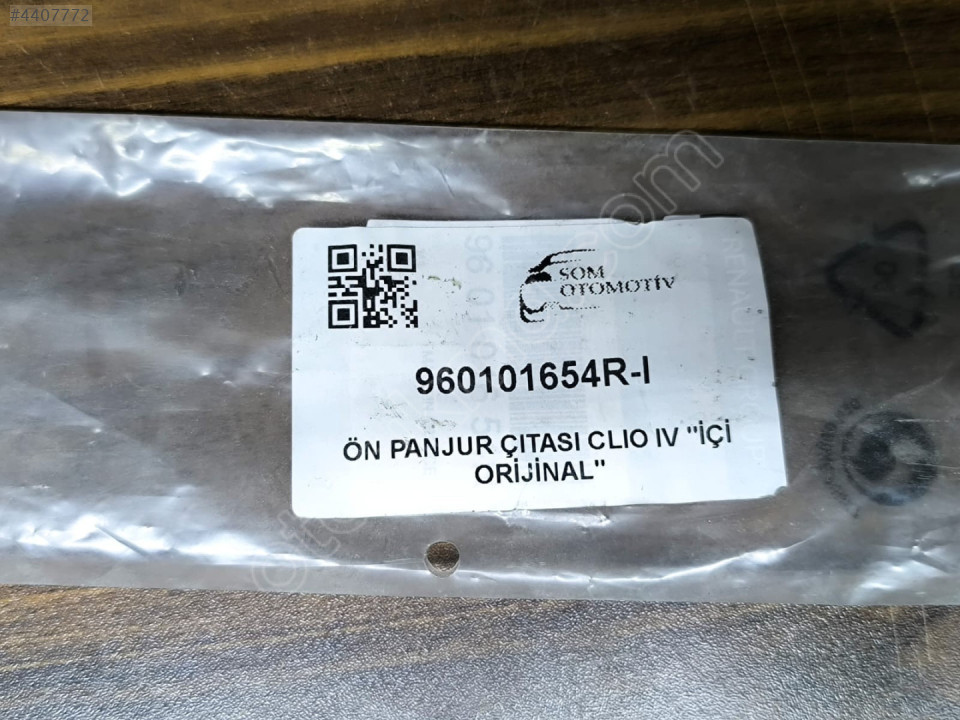 #4407772
SOM
OTOMOTİV
960101654R-I
ÖN PANJUR ÇITASI CLIO IV "İÇİ
ORİJİNAL"